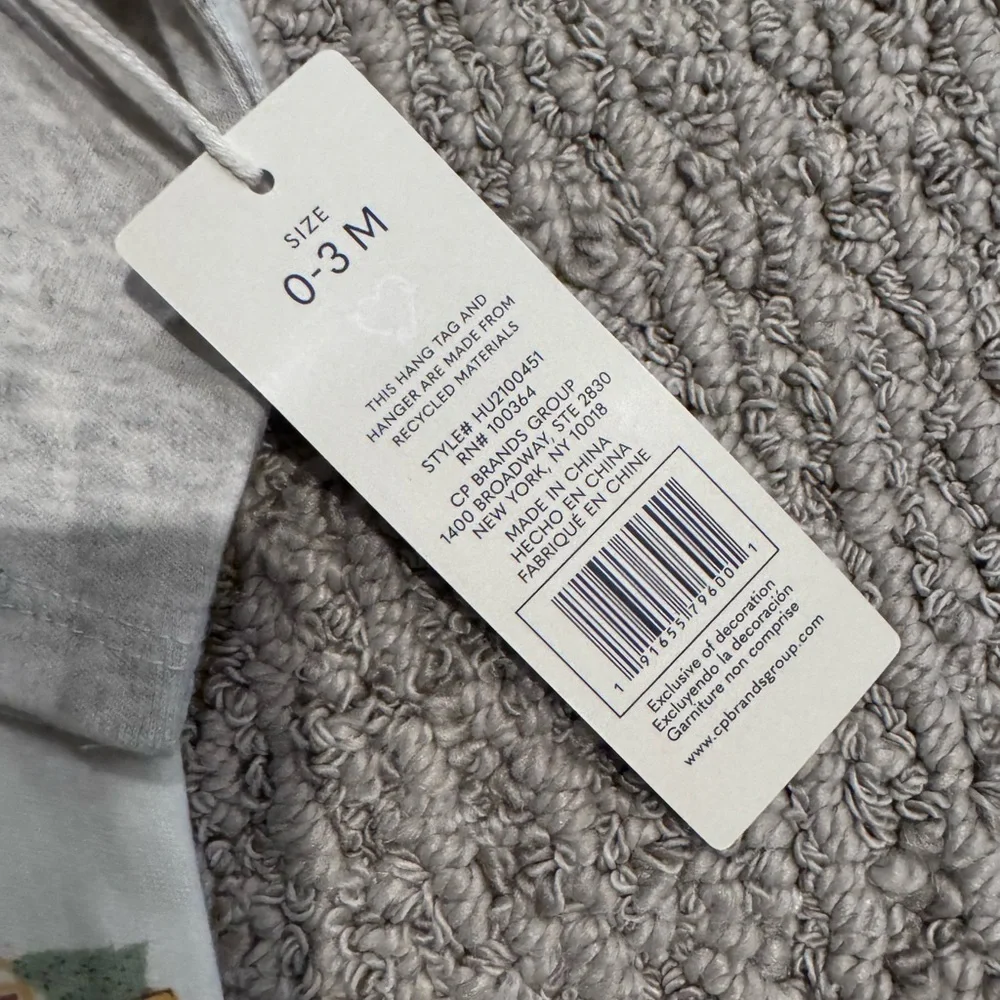 SIZE
0-3 M
THIS HANG TAG AND
HANGER ARE MADE FROM
RECYCLED MATERIALS
STYLE# HU2100451
RN# 100364
CP BRANDS GROUP
1400 BROADWAY, STE 2830
NEW YORK, NY 10018
MADE IN CHINA
HECHO EN CHINA
FABRIQUÉ EN CHINE
1 91655 79600 1
Exclusive of decoration
Excluyendo la decoración
Garniture non comprise
www.cpbrandsgroup.com